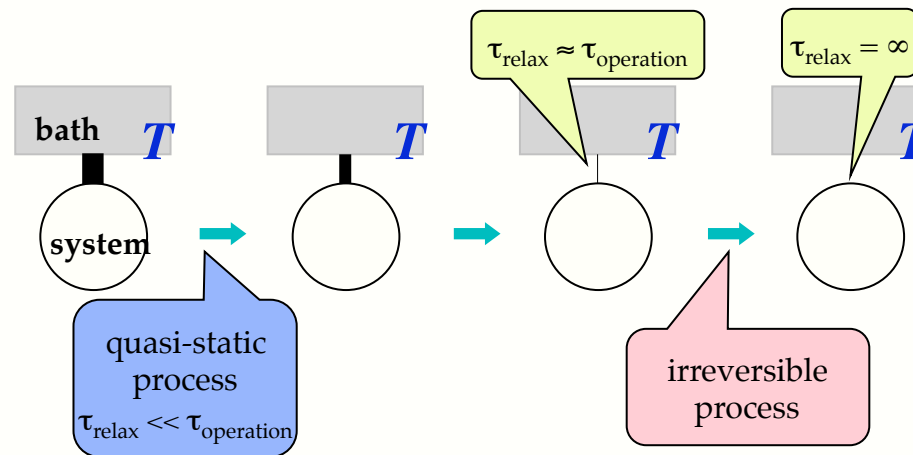 τrelax ≈ τoperation
τrelax = ∞
bath
T
T
T
T
system
quasi-static
process
τrelax << τoperation
irreversible
process